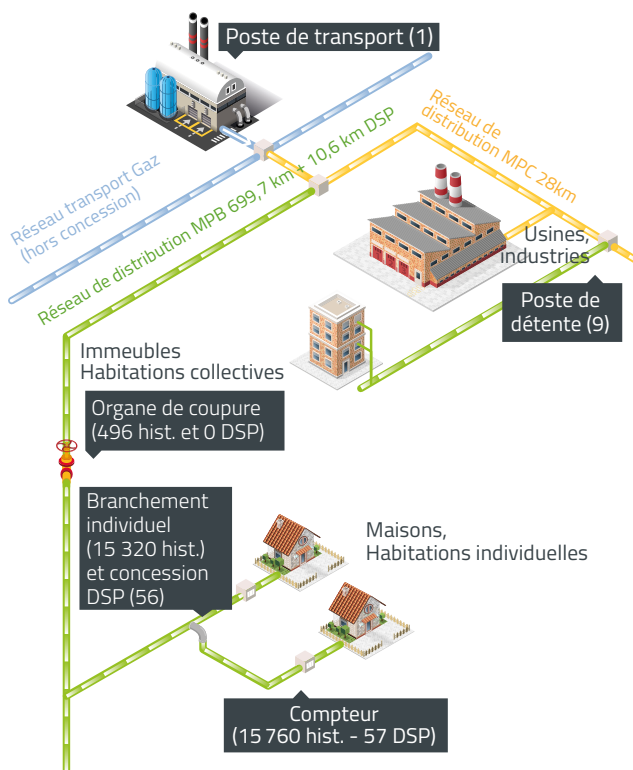 Poste de transport (1)
Réseau transport Gaz
(hors concession)
Réseau de distribution MPB 699,7 km + 10,6 km DSP
Réseau de
distribution MPC 28km
Usines,
industries
Poste de
détente (9)
Immeubles
Habitations collectives
Organe de coupure
(496 hist. et 0 DSP)
Branchement
individuel
(15 320 hist.)
et concession
DSP (56)
Maisons,
Habitations individuelles
Compteur
(15 760 hist. - 57 DSP)